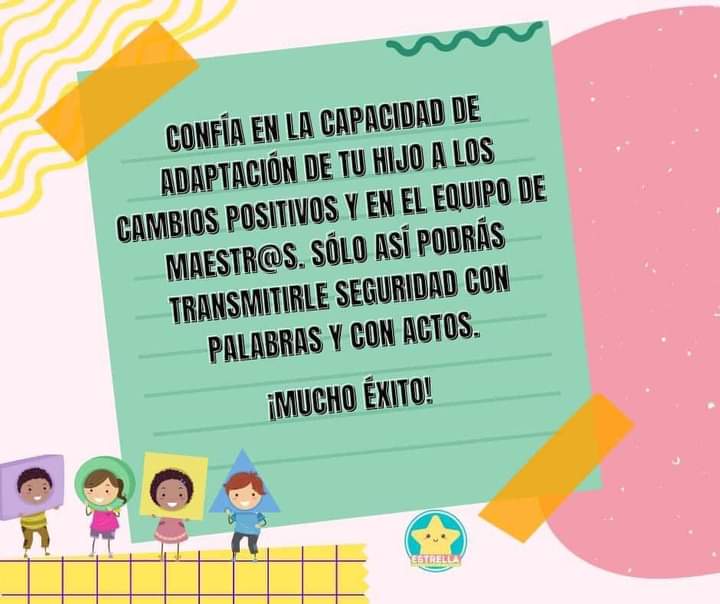 CONFÍA EN LA CAPACIDAD DE
ADAPTACIÓN DE TU HIJO A LOS
CAMBIOS POSITIVOS Y EN EL EQUIPO DE
MAESTR@S. SÓLO ASÍ PODRÁS
TRANSMITIRLE SEGURIDAD CON
PALABRAS Y CON ACTOS.
¡MUCHO ÉXITO!
ESTRELLA